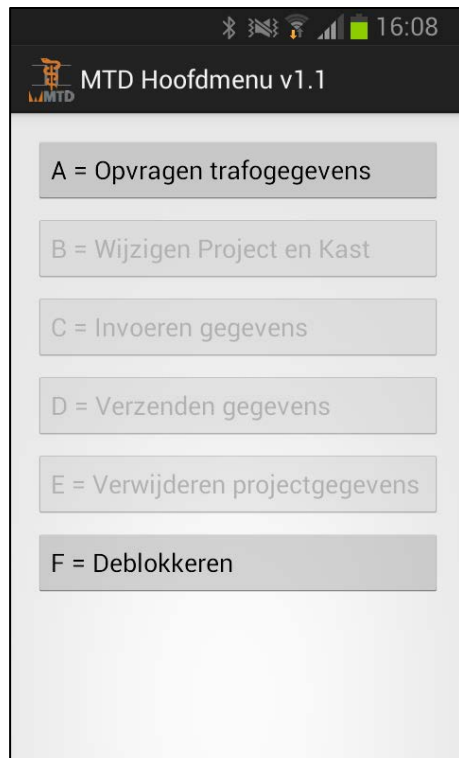 16:08
MTD MTD Hoofdmenu v1.1
A = Opvragen trafogegevens
B = Wijzigen Project en Kast
C = Invoeren gegevens
D = Verzenden gegevens
E = Verwijderen projectgegevens
F = Deblokkeren